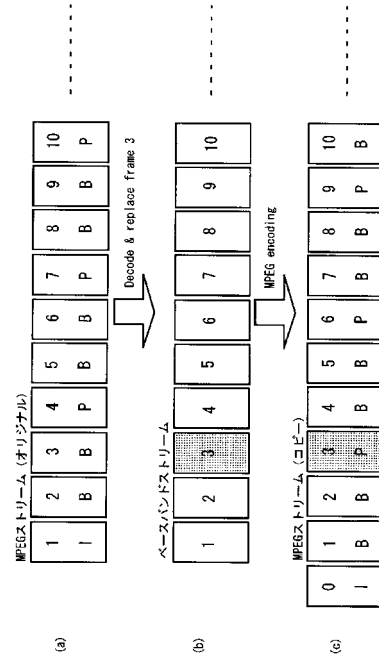 (a)
MPEGストリーム (オリジナル)
1 2 3 4 5 6 7 8 9 10
I B B P B B P B B P
Decode & replace frame 3
(b)
ベースバンドストリーム
1 2 3 4 5 6 7 8 9 10
MPEG encoding
(c)
MPEGストリーム (コピー)
0 1 2 3 4 5 6 7 8 9 10
I B B P B B P B B P B